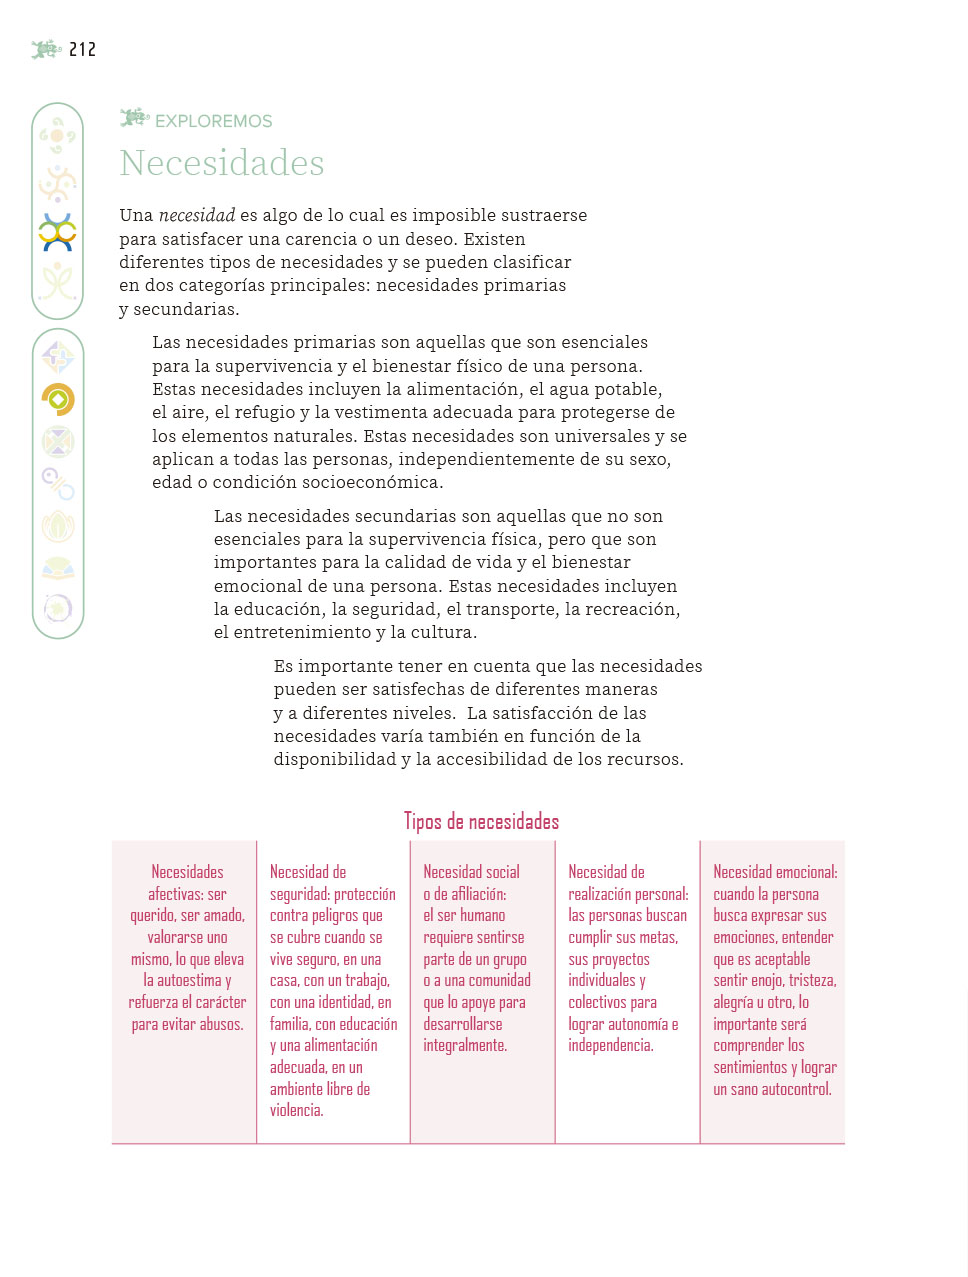 212
EXPLOREMOS
Necesidades
Una necesidad es algo de lo cual es imposible sustraerse
para satisfacer una carencia o un deseo. Existen
diferentes tipos de necesidades y se pueden clasificar
en dos categorías principales: necesidades primarias
y secundarias.
Las necesidades primarias son aquellas que son esenciales
para la supervivencia y el bienestar físico de una persona.
Estas necesidades incluyen la alimentación, el agua potable,
el aire, el refugio y la vestimenta adecuada para protegerse de
los elementos naturales. Estas necesidades son universales y se
aplican a todas las personas, independientemente de su sexo,
edad o condición socioeconómica.
Las necesidades secundarias son aquellas que no son
esenciales para la supervivencia física, pero que son
importantes para la calidad de vida y el bienestar
emocional de una persona. Estas necesidades incluyen
la educación, la seguridad, el transporte, la recreación,
el entretenimiento y la cultura.
Es importante tener en cuenta que las necesidades
pueden ser satisfechas de diferentes maneras
y a diferentes niveles. La satisfacción de las
necesidades varía también en función de la
disponibilidad y la accesibilidad de los recursos.
Tipos de necesidades
Necesidades
afectivas: ser
querido, ser amado,
valorarse uno
mismo, lo que eleva
la autoestima y
refuerza el carácter
para evitar abusos.
Necesidad de
seguridad: protección
contra peligros que
se cubre cuando se
vive seguro, en una
casa, con un trabajo,
con una identidad, en
familia, con educación
y una alimentación
adecuada, en un
ambiente libre de
violencia.
Necesidad social
o de afiliación:
el ser humano
requiere sentirse
parte de un grupo
o a una comunidad
que lo apoye para
desarrollarse
integralmente.
Necesidad de
realización personal:
las personas buscan
cumplir sus metas,
sus proyectos
individuales y
colectivos para
lograr autonomía e
independencia.
Necesidad emocional:
cuando la persona
busca expresar sus
emociones, entender
que es aceptable
sentir enojo, tristeza,
alegría u otro, lo
importante será
comprender los
sentimientos y lograr
un sano autocontrol.